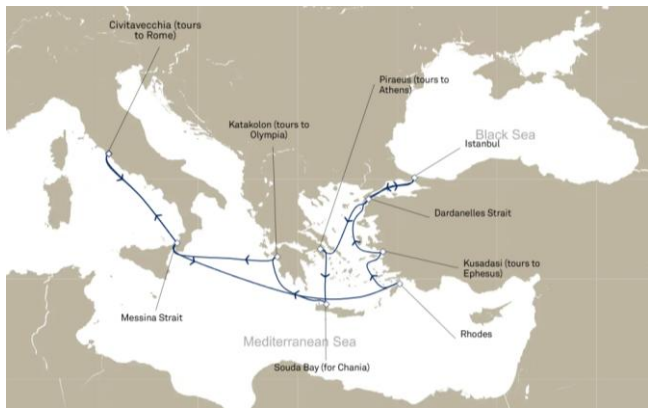 Civitavecchia (tours
to Rome)
Piraeus (tours to
Athens)
Katakolon (tours to
Olympia)
Black Sea
Istanbul
Dardanelles Strait
Kusadasi (tours to
Ephesus)
Messina Strait
Rhodes
Mediterranean Sea
Souda Bay (for Chania)